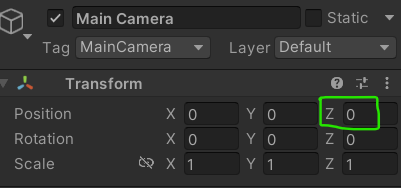 Main Camera Static
Tag MainCamera Layer Default
Transform
Position X 0 Y 0 Z 0
Rotation X 0 Y 0 Z 0
Scale X 1 Y 1 Z 1